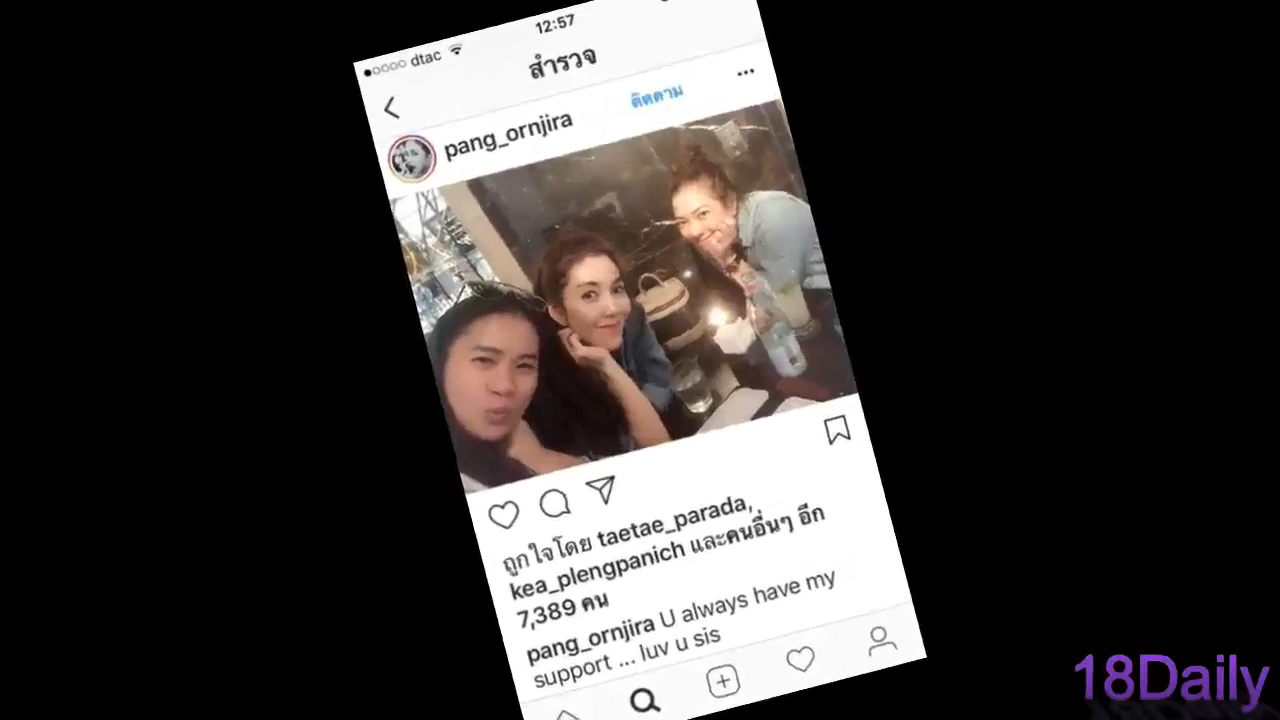 dtac
12:57
สำรวจ
pang_ornjira
ติดตาม
ถูกใจโดย taetae_parada,
kea_plengpanich และคนอื่นๆ อีก
7,389 คน
pang_ornjira U always have my
support ... luv u sis
18Daily